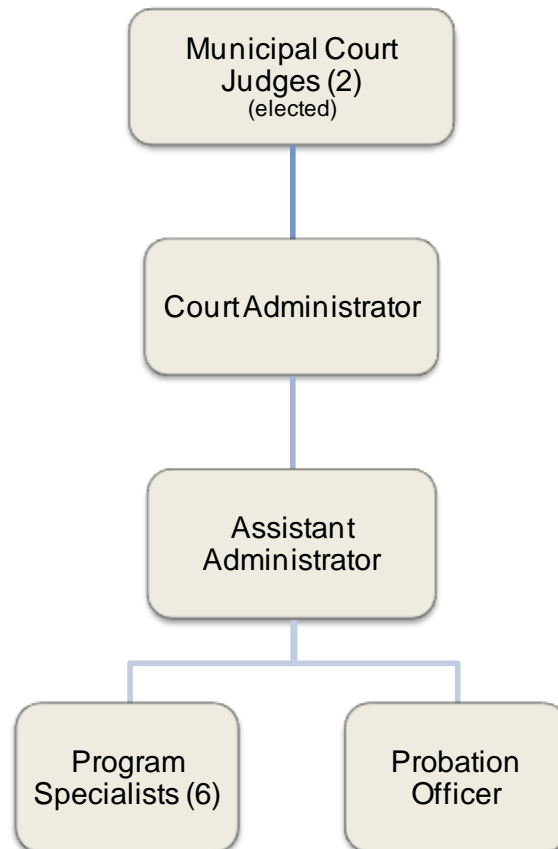 Municipal Court
Judges (2)
(elected)
Court Administrator
Assistant
Administrator
Program
Specialists (6)
Probation
Officer